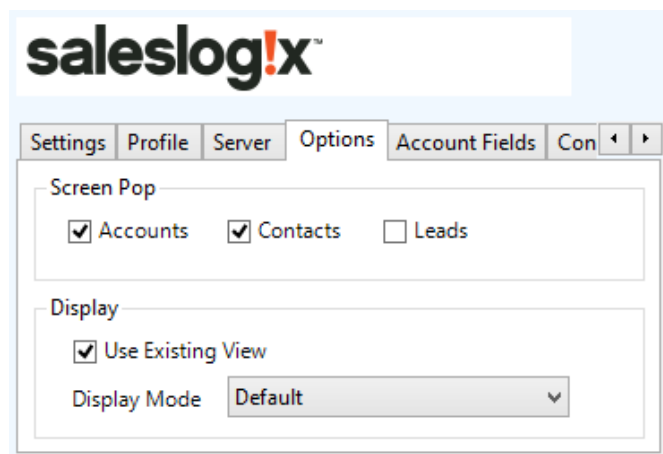 saleslog!x™
Settings Profile Server Options Account Fields Con
Screen Pop
Accounts Contacts Leads
Display
Use Existing View
Display Mode Default